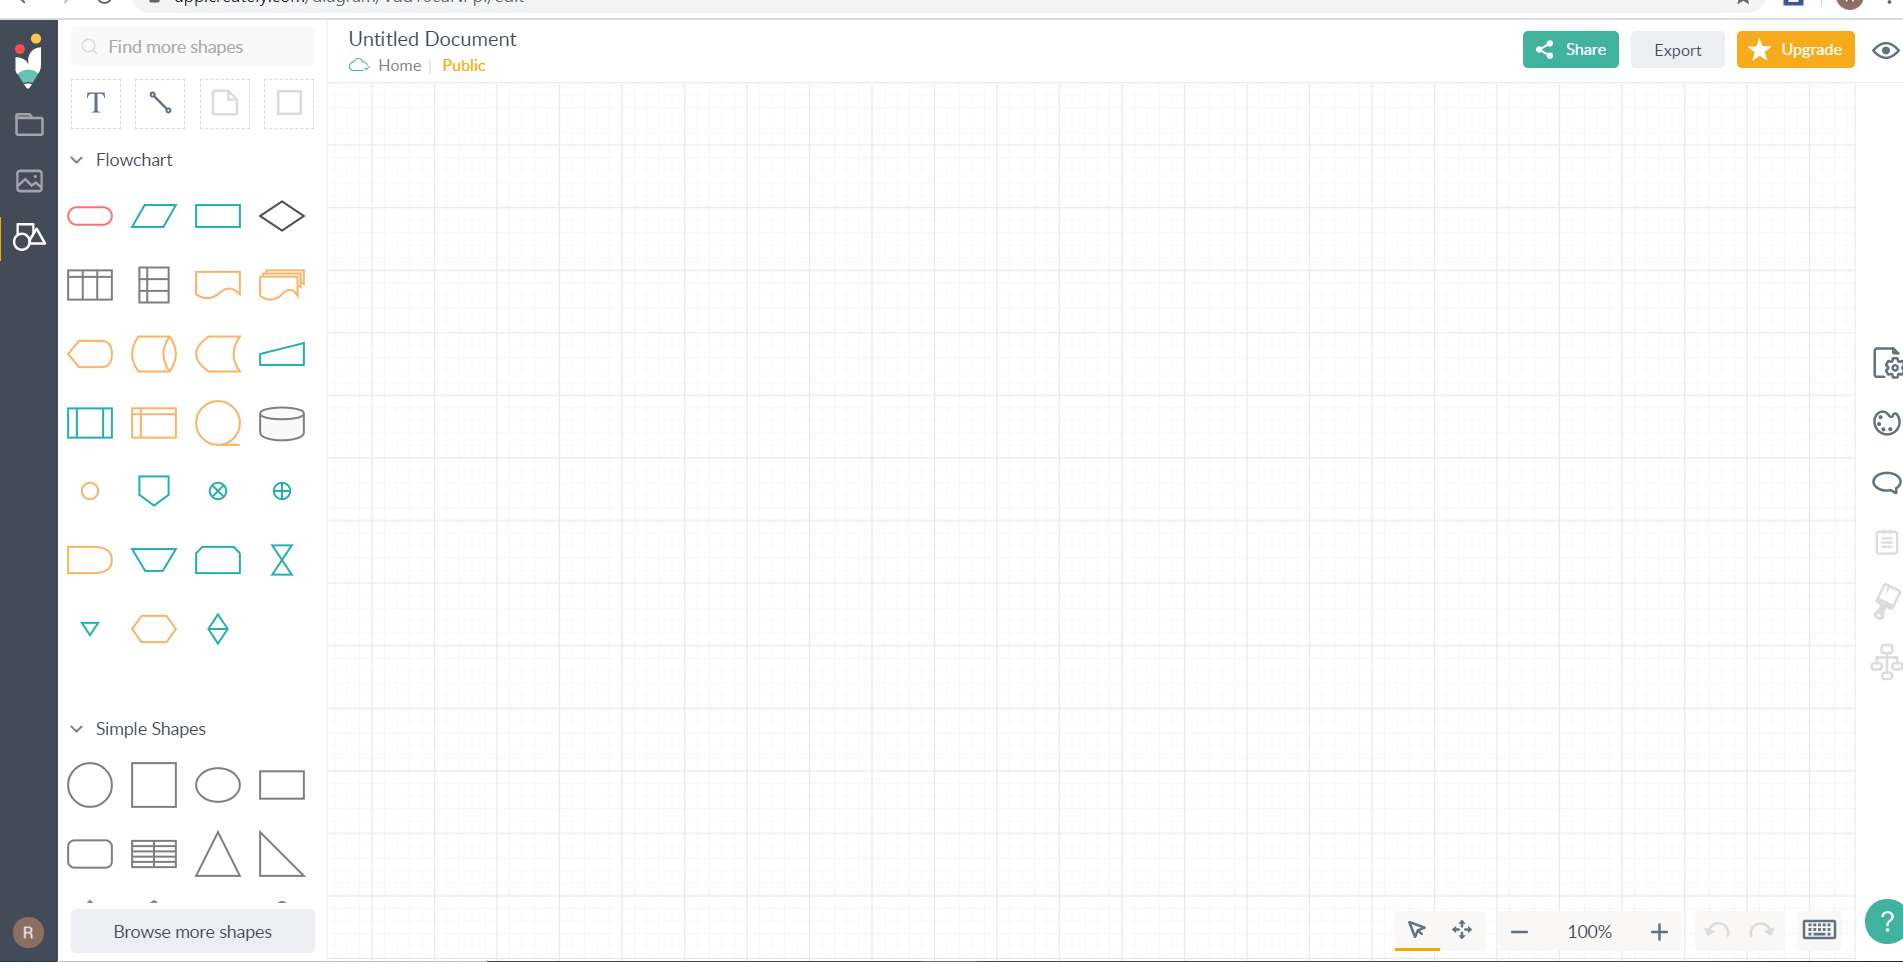 Find more shapes
Untitled Document
Home | Public
Share
Export
Upgrade
T
Flowchart
Simple Shapes
Browse more shapes
R
100%
?